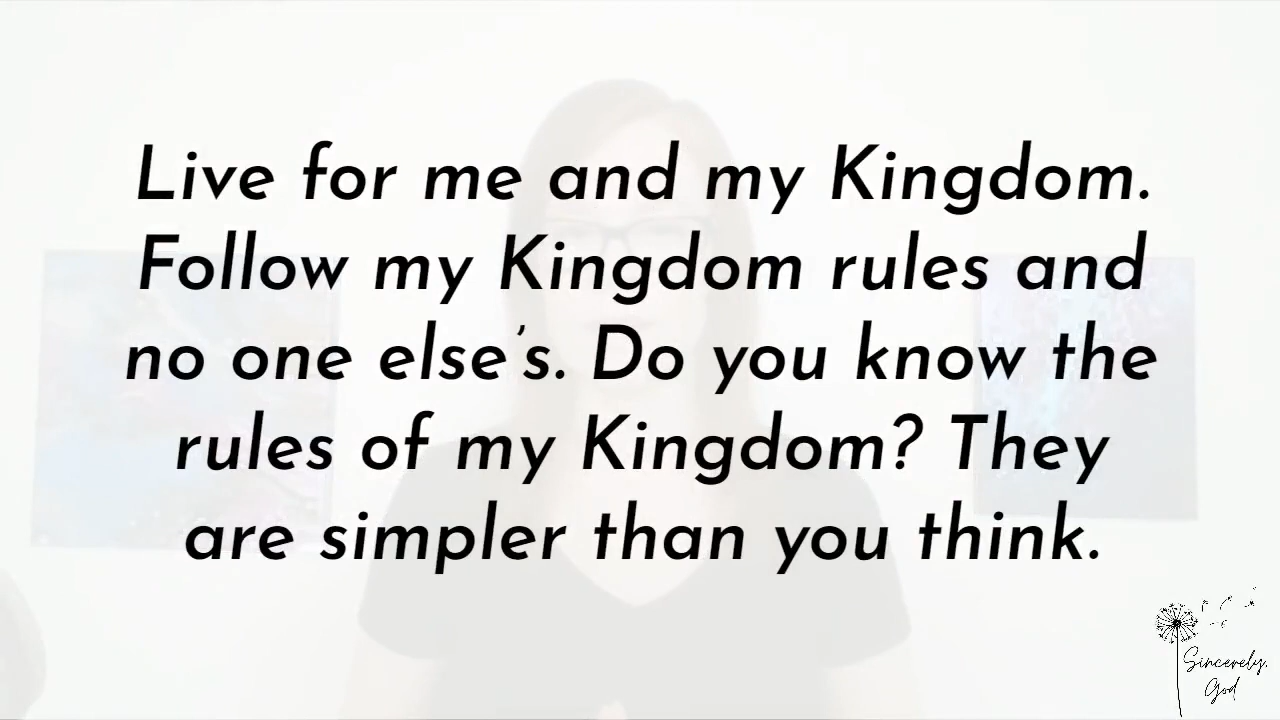 Live for me and my Kingdom.
Follow my Kingdom rules and
no one else's. Do you know the
rules of my Kingdom? They
are simpler than you think.
Sincerely,
God